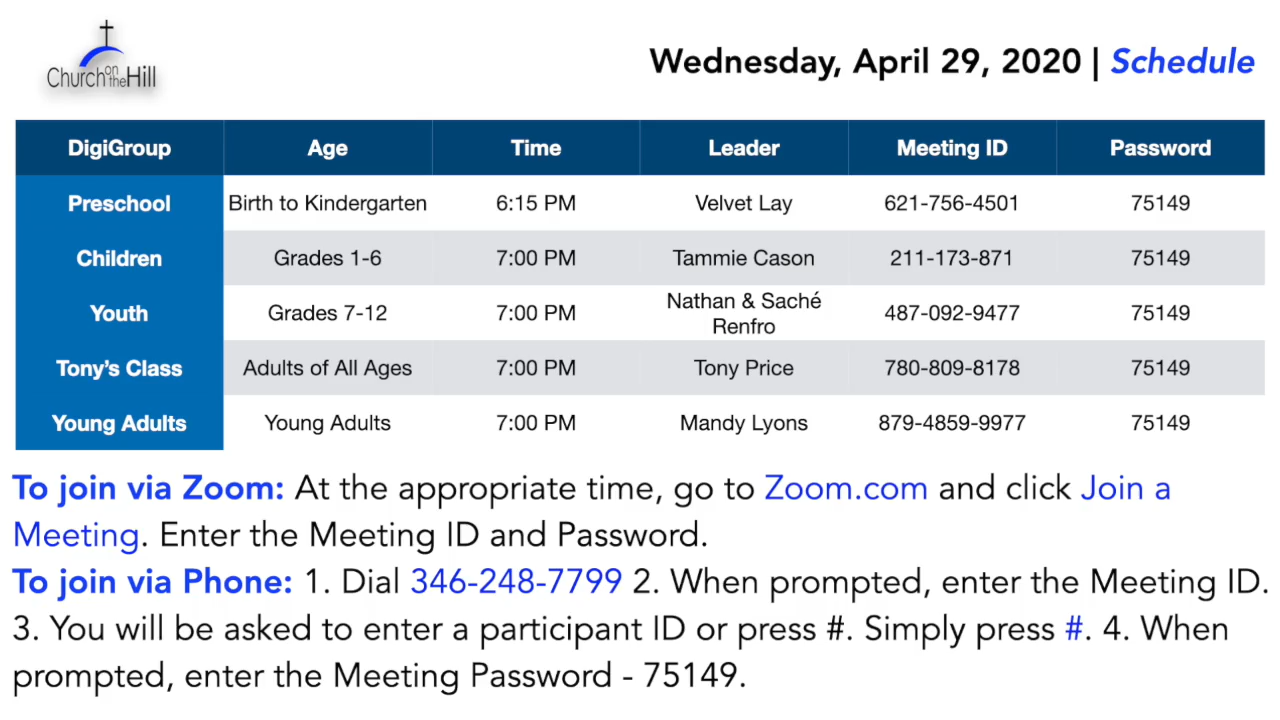 Church on the Hill
Wednesday, April 29, 2020 | Schedule
DigiGroup Age Time Leader Meeting ID Password
Preschool Birth to Kindergarten 6:15 PM Velvet Lay 621-756-4501 75149
Children Grades 1-6 7:00 PM Tammie Cason 211-173-871 75149
Youth Grades 7-12 7:00 PM Nathan & Saché Renfro 487-092-9477 75149
Tony’s Class Adults of All Ages 7:00 PM Tony Price 780-809-8178 75149
Young Adults Young Adults 7:00 PM Mandy Lyons 879-4859-9977 75149
To join via Zoom: At the appropriate time, go to Zoom.com and click Join a
Meeting. Enter the Meeting ID and Password.
To join via Phone: 1. Dial 346-248-7799 2. When prompted, enter the Meeting ID.
3. You will be asked to enter a participant ID or press #. Simply press #. 4. When
prompted, enter the Meeting Password - 75149.